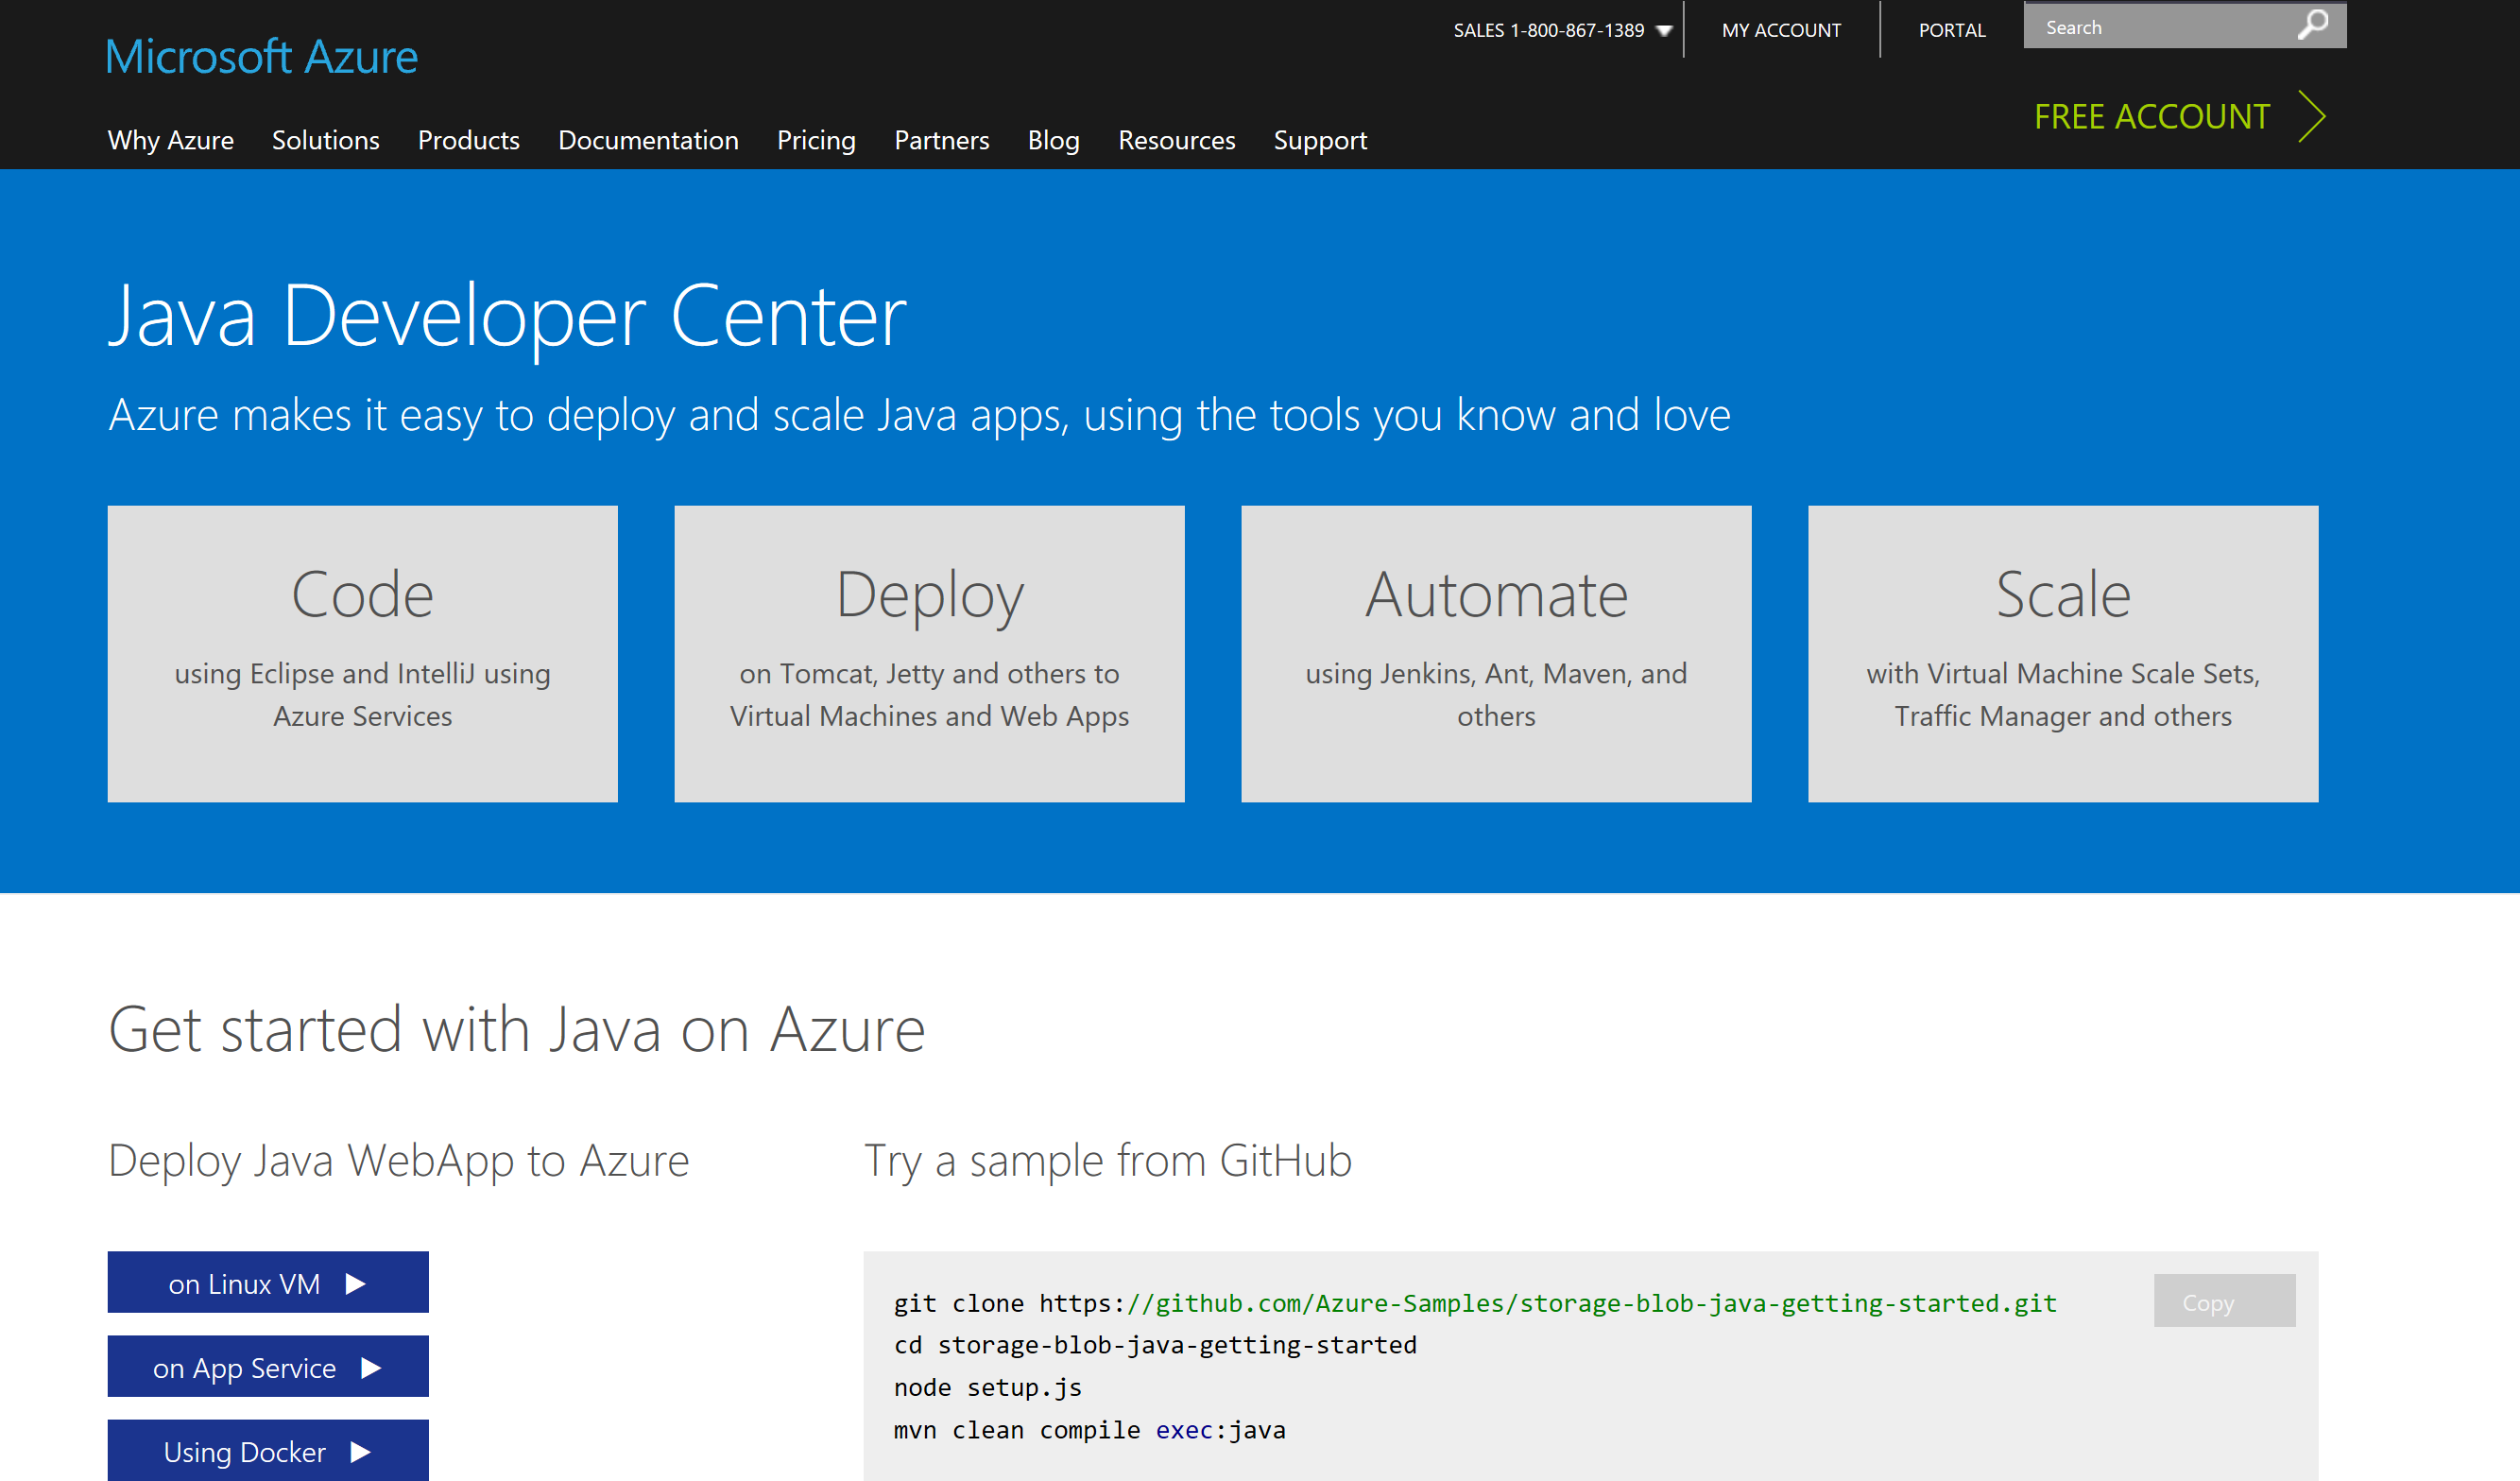 SALES 1-800-867-1389
MY ACCOUNT
PORTAL
Search
Microsoft Azure
FREE ACCOUNT
Why Azure
Solutions
Products
Documentation
Pricing
Partners
Blog
Resources
Support
Java Developer Center
Azure makes it easy to deploy and scale Java apps, using the tools you know and love
Code
using Eclipse and IntelliJ using
Azure Services
Deploy
on Tomcat, Jetty and others to
Virtual Machines and Web Apps
Automate
using Jenkins, Ant, Maven, and
others
Scale
with Virtual Machine Scale Sets,
Traffic Manager and others
Get started with Java on Azure
Deploy Java WebApp to Azure
on Linux VM
on App Service
Using Docker
Try a sample from GitHub
Copy
git clone https://github.com/Azure-Samples/storage-blob-java-getting-started.git
cd storage-blob-java-getting-started
node setup.js
mvn clean compile exec:java